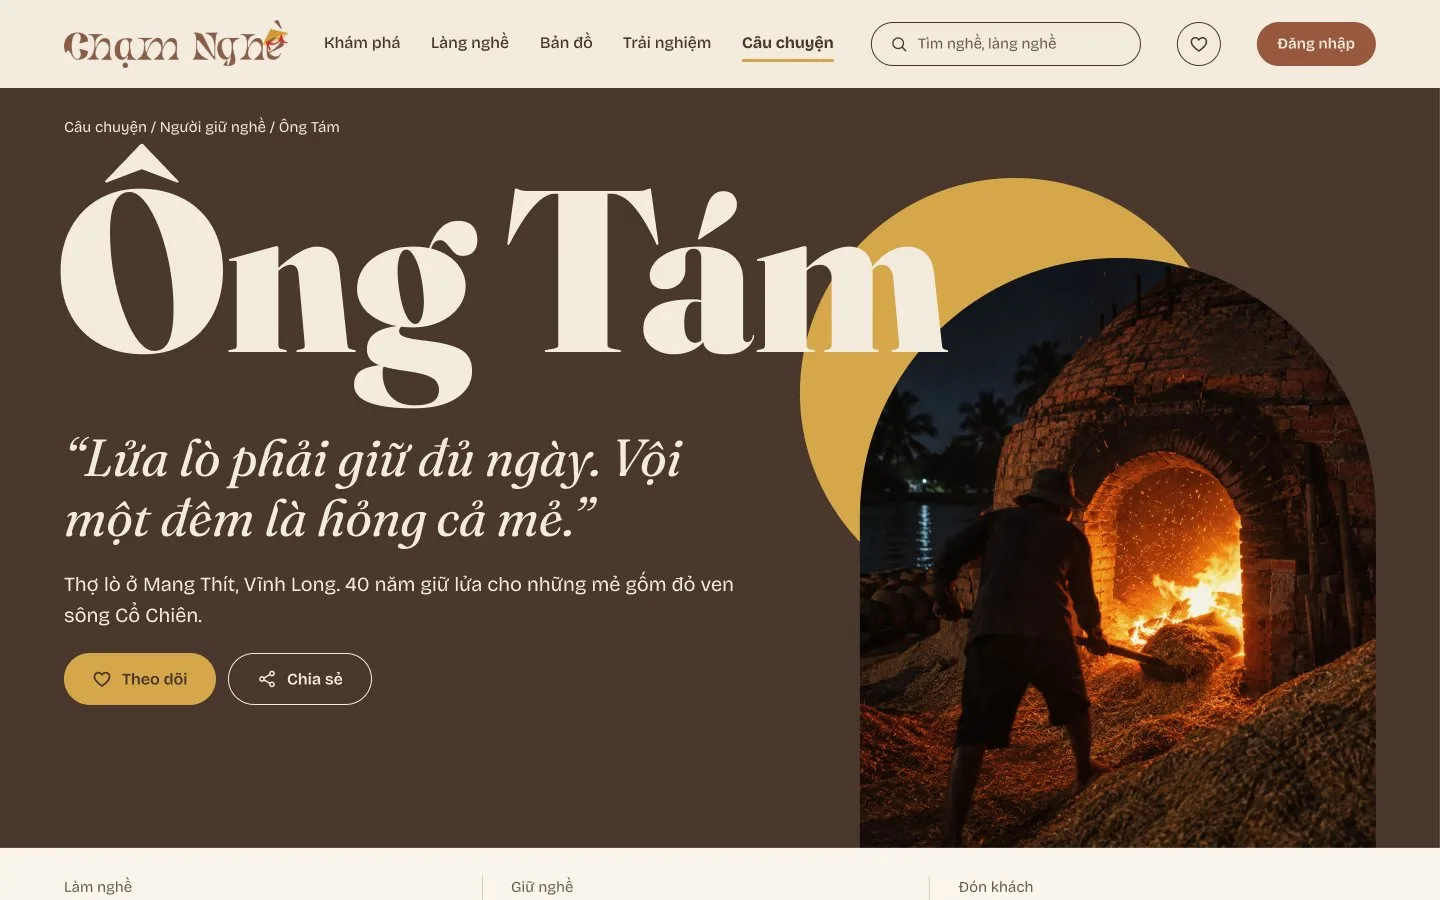 Chạm Nghề
Khám phá
Làng nghề
Bản đồ
Trải nghiệm
Câu chuyện
Tìm nghề, làng nghề
Đăng nhập
Câu chuyện / Người giữ nghề / Ông Tám
Ông Tám
“Lửa lò phải giữ đủ ngày. Vội
một đêm là hỏng cả mẻ.”
Thợ lò ở Mang Thít, Vĩnh Long. 40 năm giữ lửa cho những mẻ gốm đỏ ven
sông Cổ Chiên.
Theo dõi
Chia sẻ
Làm nghề
Giữ nghề
Đón khách